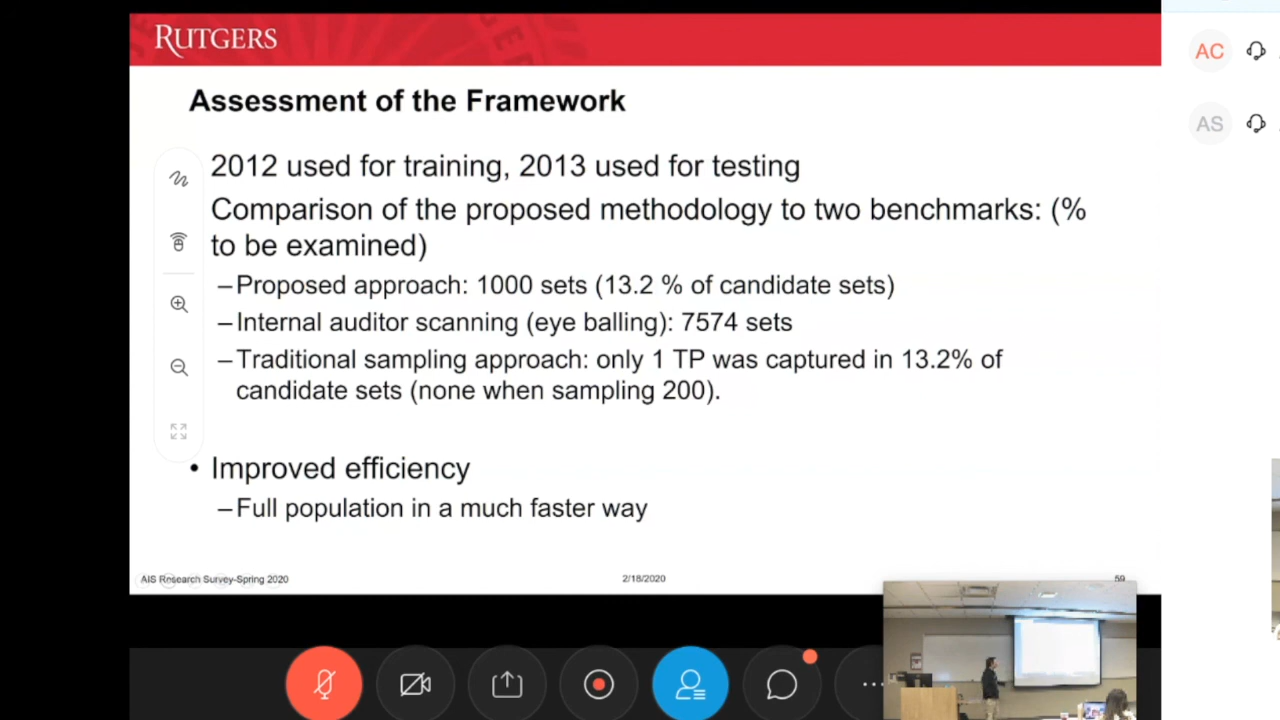 RUTGERS
AC
AS
Assessment of the Framework
2012 used for training, 2013 used for testing
Comparison of the proposed methodology to two benchmarks: (%
to be examined)
–Proposed approach: 1000 sets (13.2 % of candidate sets)
–Internal auditor scanning (eye balling): 7574 sets
–Traditional sampling approach: only 1 TP was captured in 13.2% of
candidate sets (none when sampling 200).
• Improved efficiency
–Full population in a much faster way
AIS Research Survey-Spring 2020
2/18/2020
59